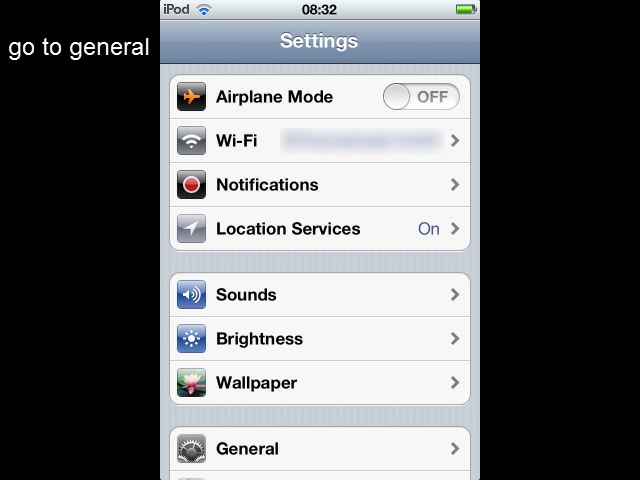 iPod 08:32
go to general
Settings
Airplane Mode OFF
Wi-Fi
Notifications
Location Services On
Sounds
Brightness
Wallpaper
General